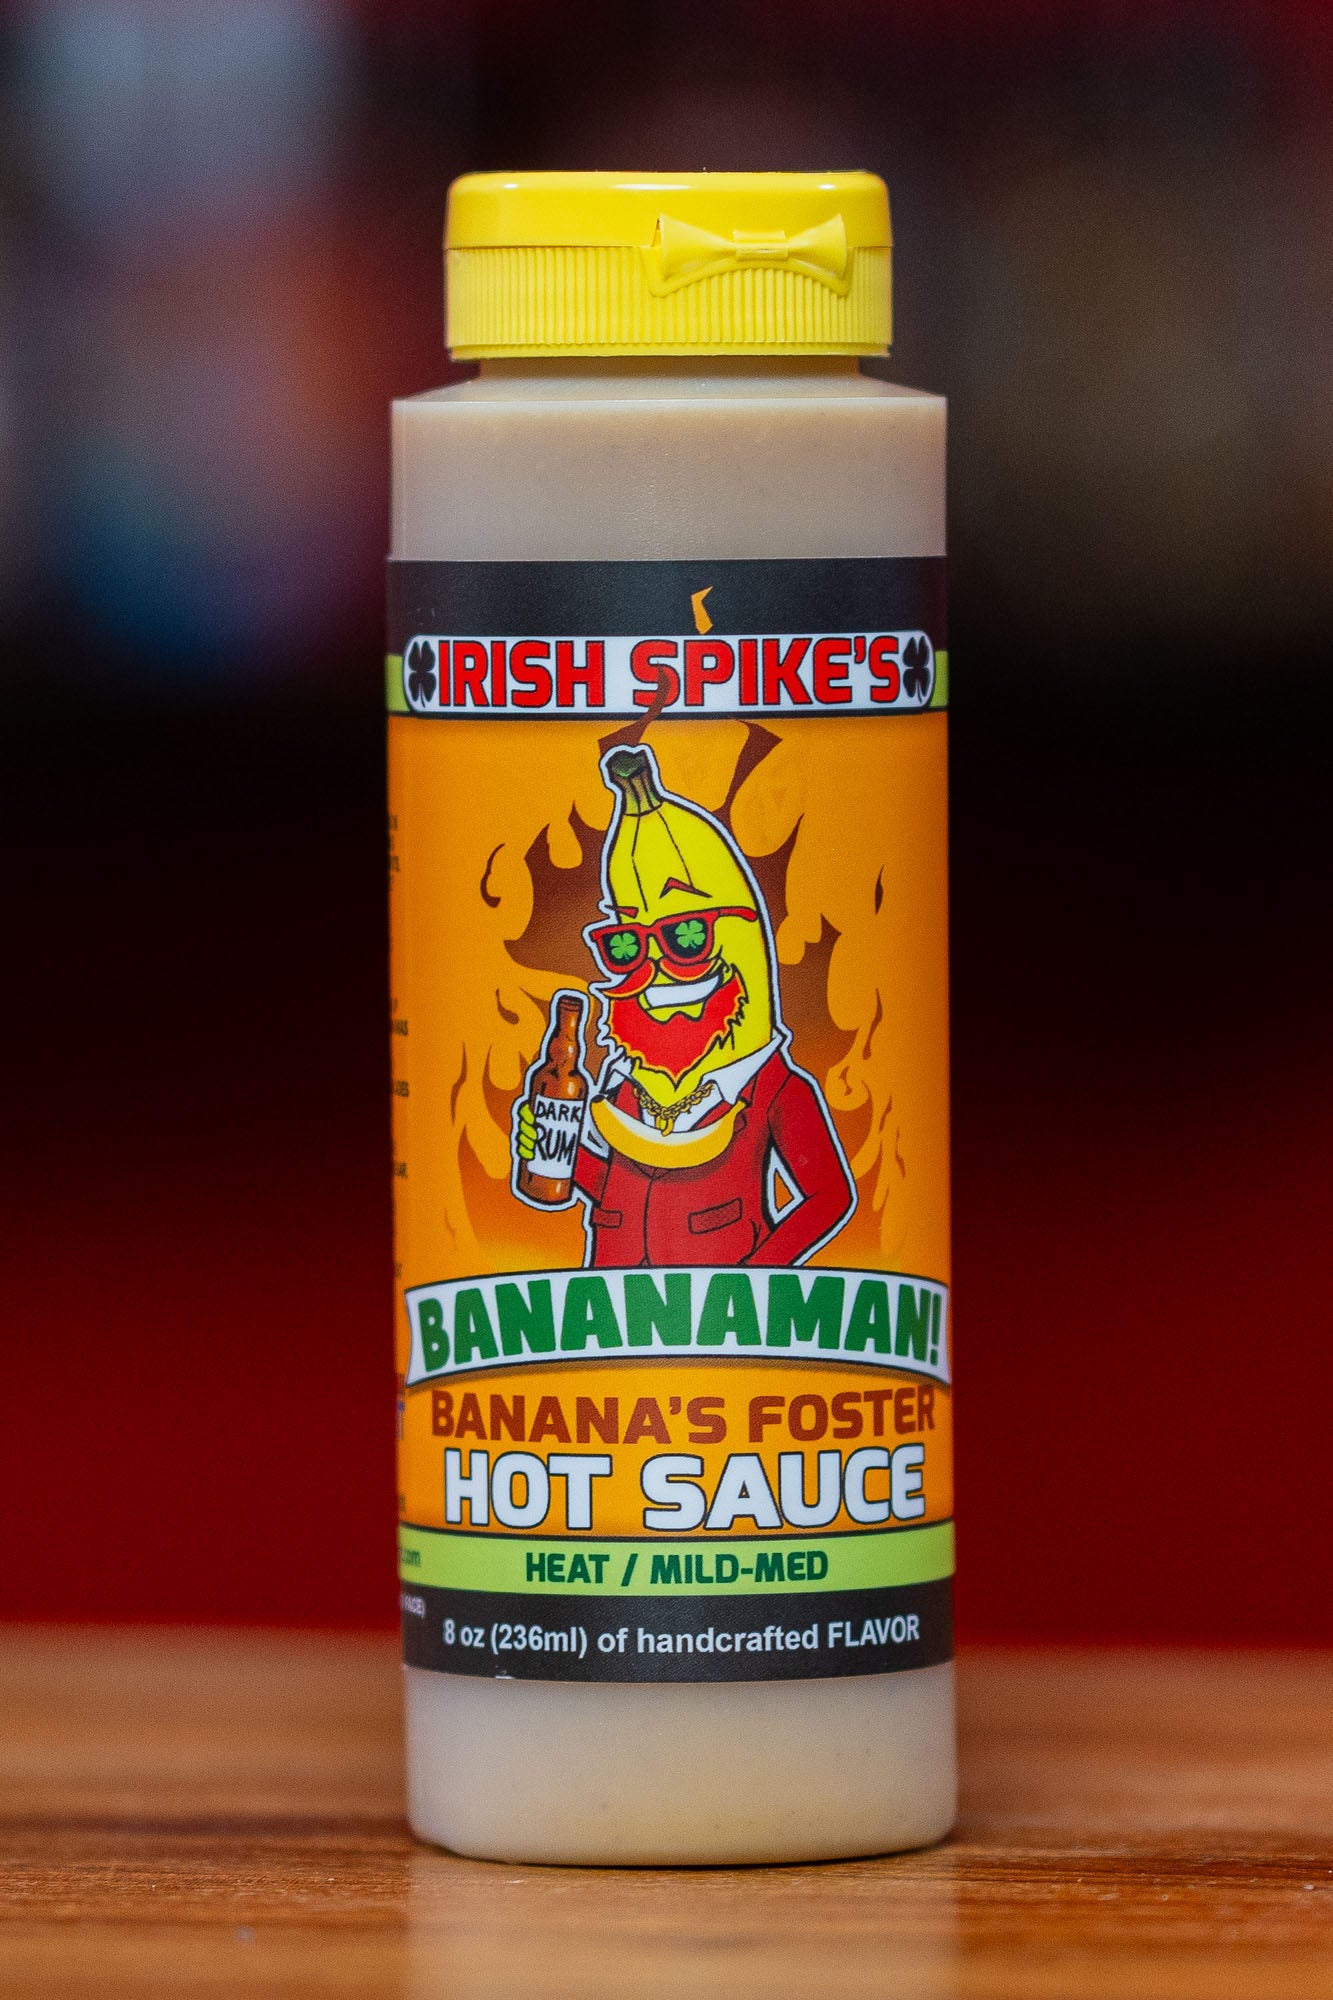 IRISH SPIKE'S
DARK
RUM
BANANAMAN!
BANANA'S FOSTER
HOT SAUCE
HEAT / MILD-MED
8 oz (236ml) of handcrafted FLAVOR